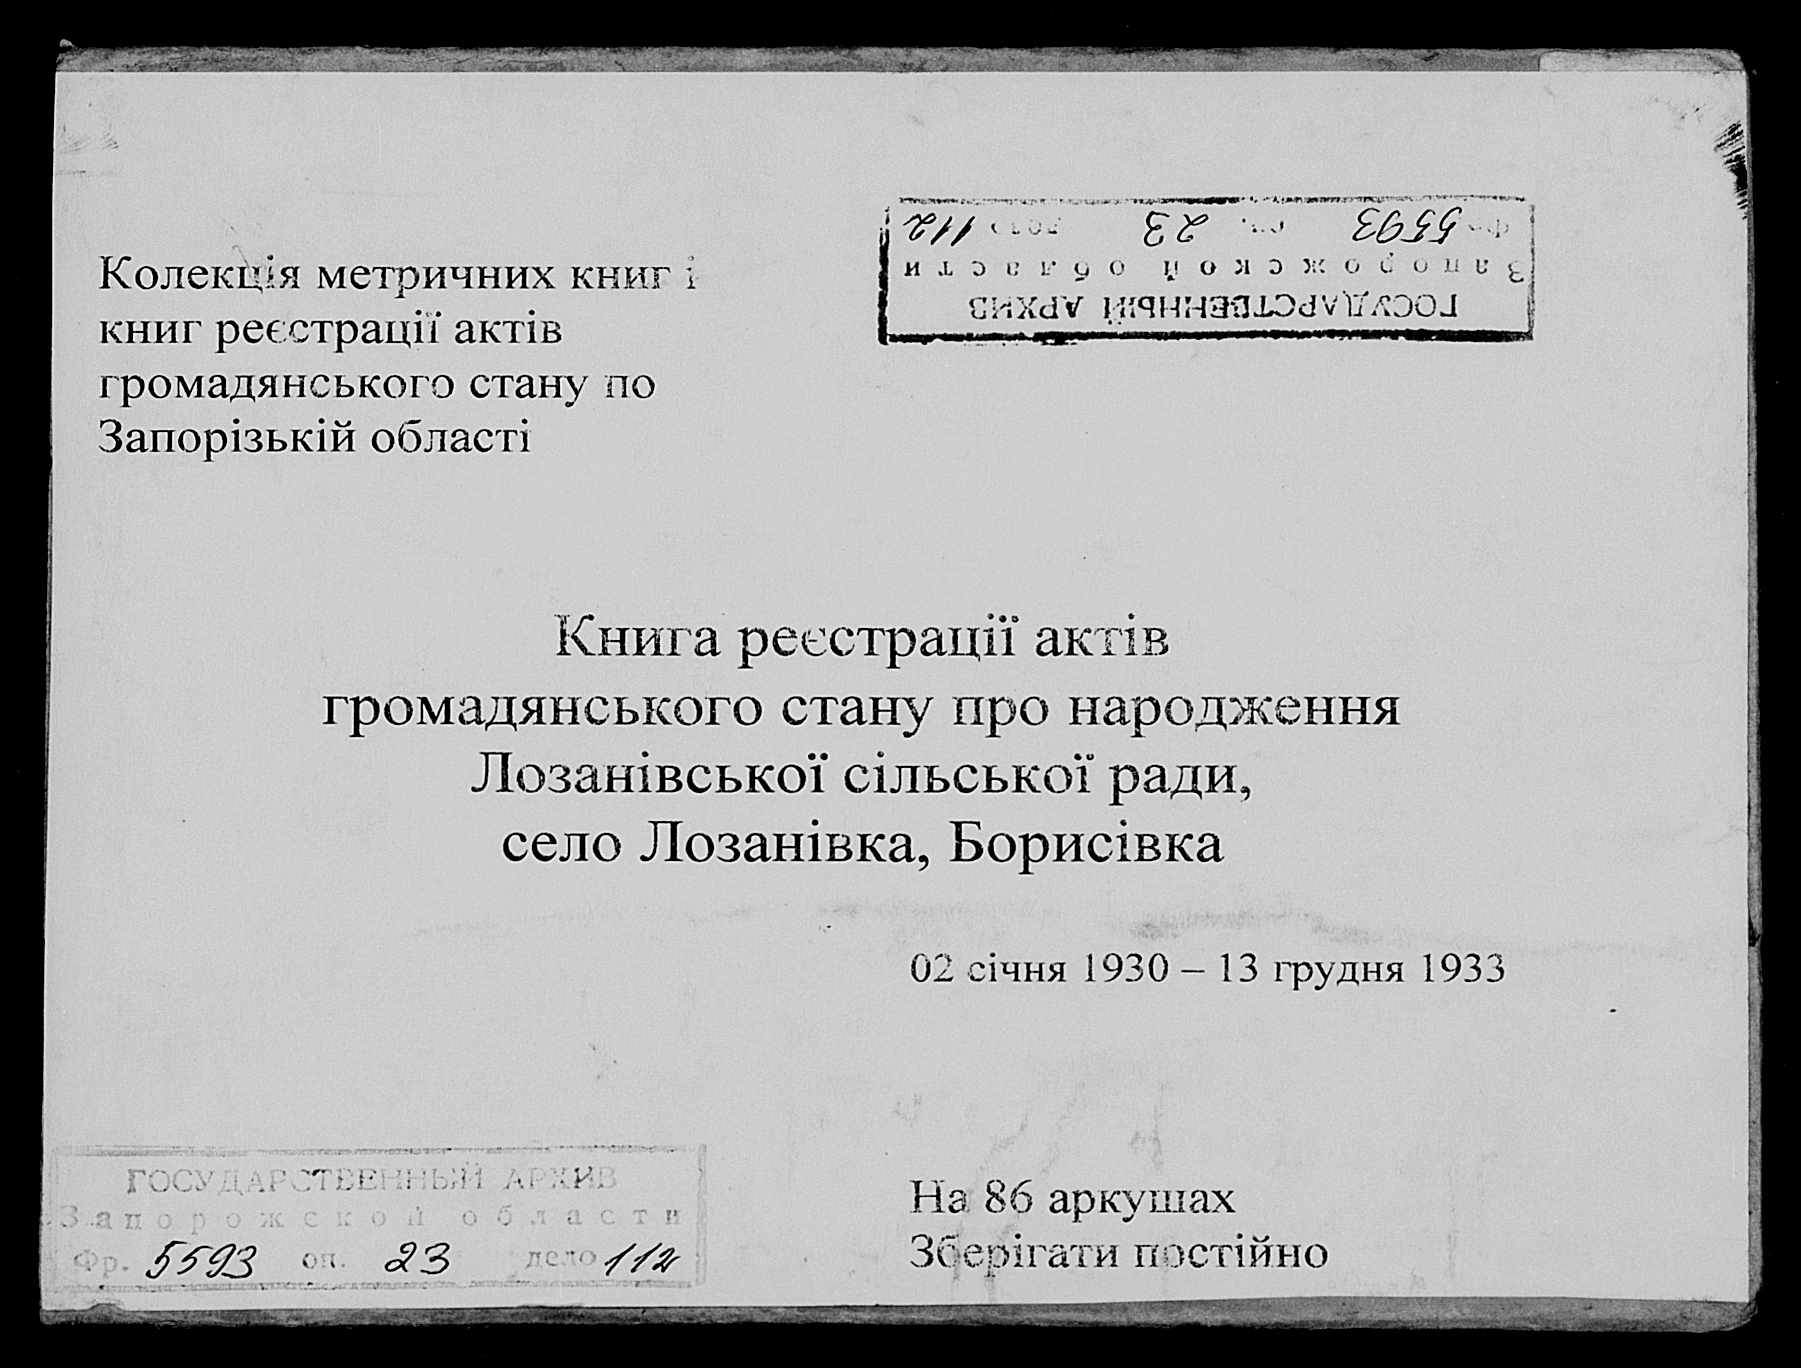 Колекція метричних книг і
книг реєстрації актів
громадянського стану по
Запорізькій області
ГОСУДАРСТВЕННЫЙ АРХИВ
Запорожской области
Фр. 5593 оп. 23 дело 112
Книга реєстрації актів
громадянського стану про народження
Лозанівської сільської ради,
село Лозанівка, Борисівка
02 січня 1930 – 13 грудня 1933
На 86 аркушах
Зберігати постійно
ГОСУДАРСТВЕННЫЙ АРХИВ
Запорожской области
Фр. 5593 оп. 23 дело 112